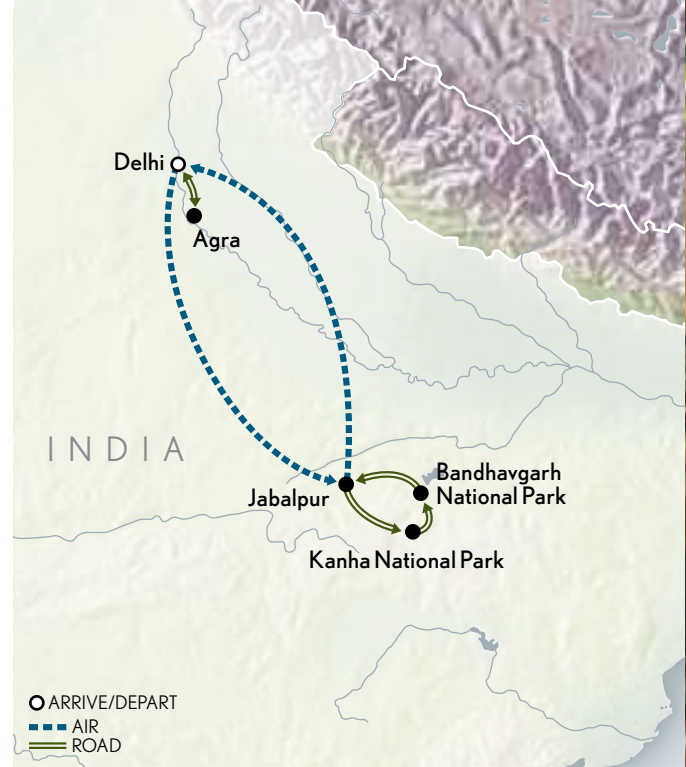 Delhi
Agra
INDIA
Bandhavgarh
National Park
Jabalpur
Kanha National Park
ARRIVE/DEPART
AIR
ROAD